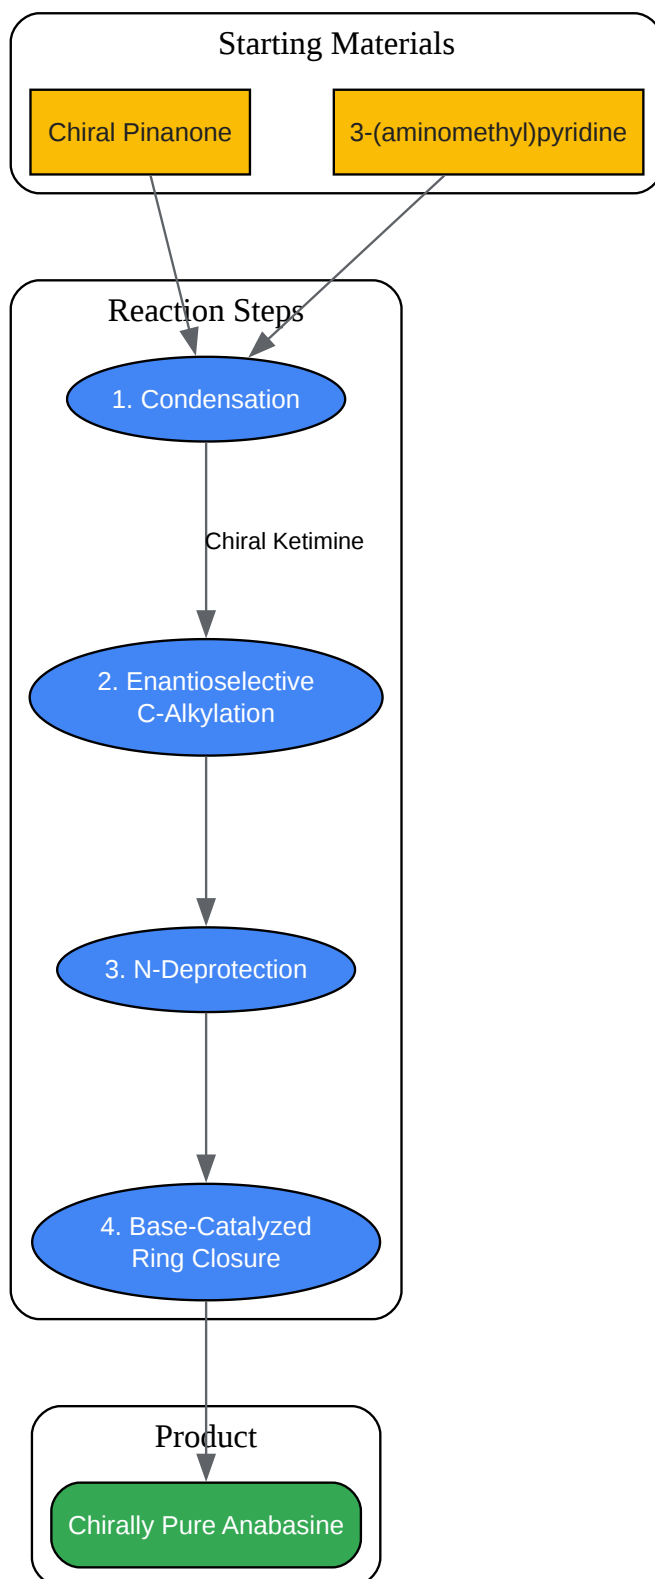 Starting Materials
Chiral Pinanone
3-(aminomethyl)pyridine
Reaction Steps
1. Condensation
Chiral Ketimine
2. Enantioselective
C-Alkylation
3. N-Deprotection
4. Base-Catalyzed
Ring Closure
Product
Chirally Pure Anabasine